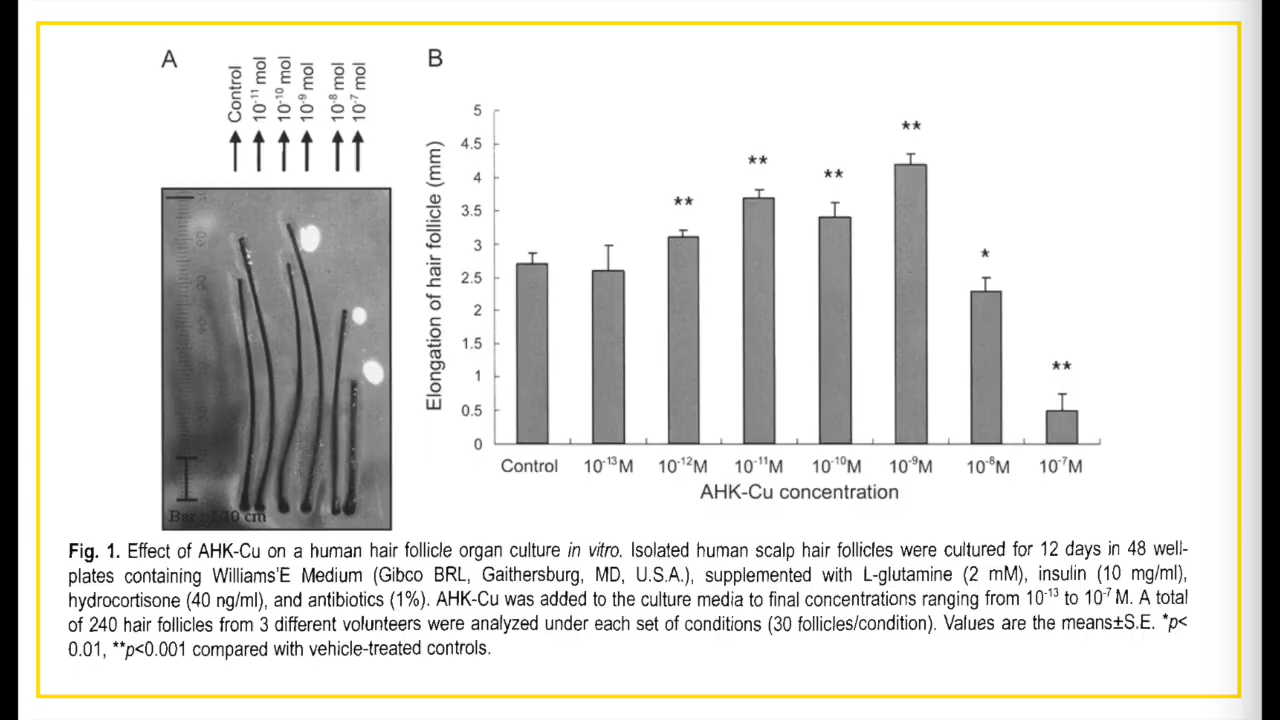 A
B
Control
10⁻¹¹ mol
10⁻¹⁰ mol
10⁻⁹ mol
10⁻⁸ mol
10⁻⁷ mol
Elongation of hair follicle (mm)
5
4.5
4
3.5
3
2.5
2
1.5
1
0.5
0
**
**
**
**
*
**
Control
10⁻¹³M
10⁻¹²M
10⁻¹¹M
10⁻¹⁰M
10⁻⁹M
10⁻⁸M
10⁻⁷M
AHK-Cu concentration
Fig. 1. Effect of AHK-Cu on a human hair follicle organ culture in vitro. Isolated human scalp hair follicles were cultured for 12 days in 48 well-
plates containing Williams'E Medium (Gibco BRL, Gaithersburg, MD, U.S.A.), supplemented with L-glutamine (2 mM), insulin (10 mg/ml),
hydrocortisone (40 ng/ml), and antibiotics (1%). AHK-Cu was added to the culture media to final concentrations ranging from 10⁻¹³ to 10⁻⁷ M. A total
of 240 hair follicles from 3 different volunteers were analyzed under each set of conditions (30 follicles/condition). Values are the means±S.E. *p<
0.01, **p<0.001 compared with vehicle-treated controls.